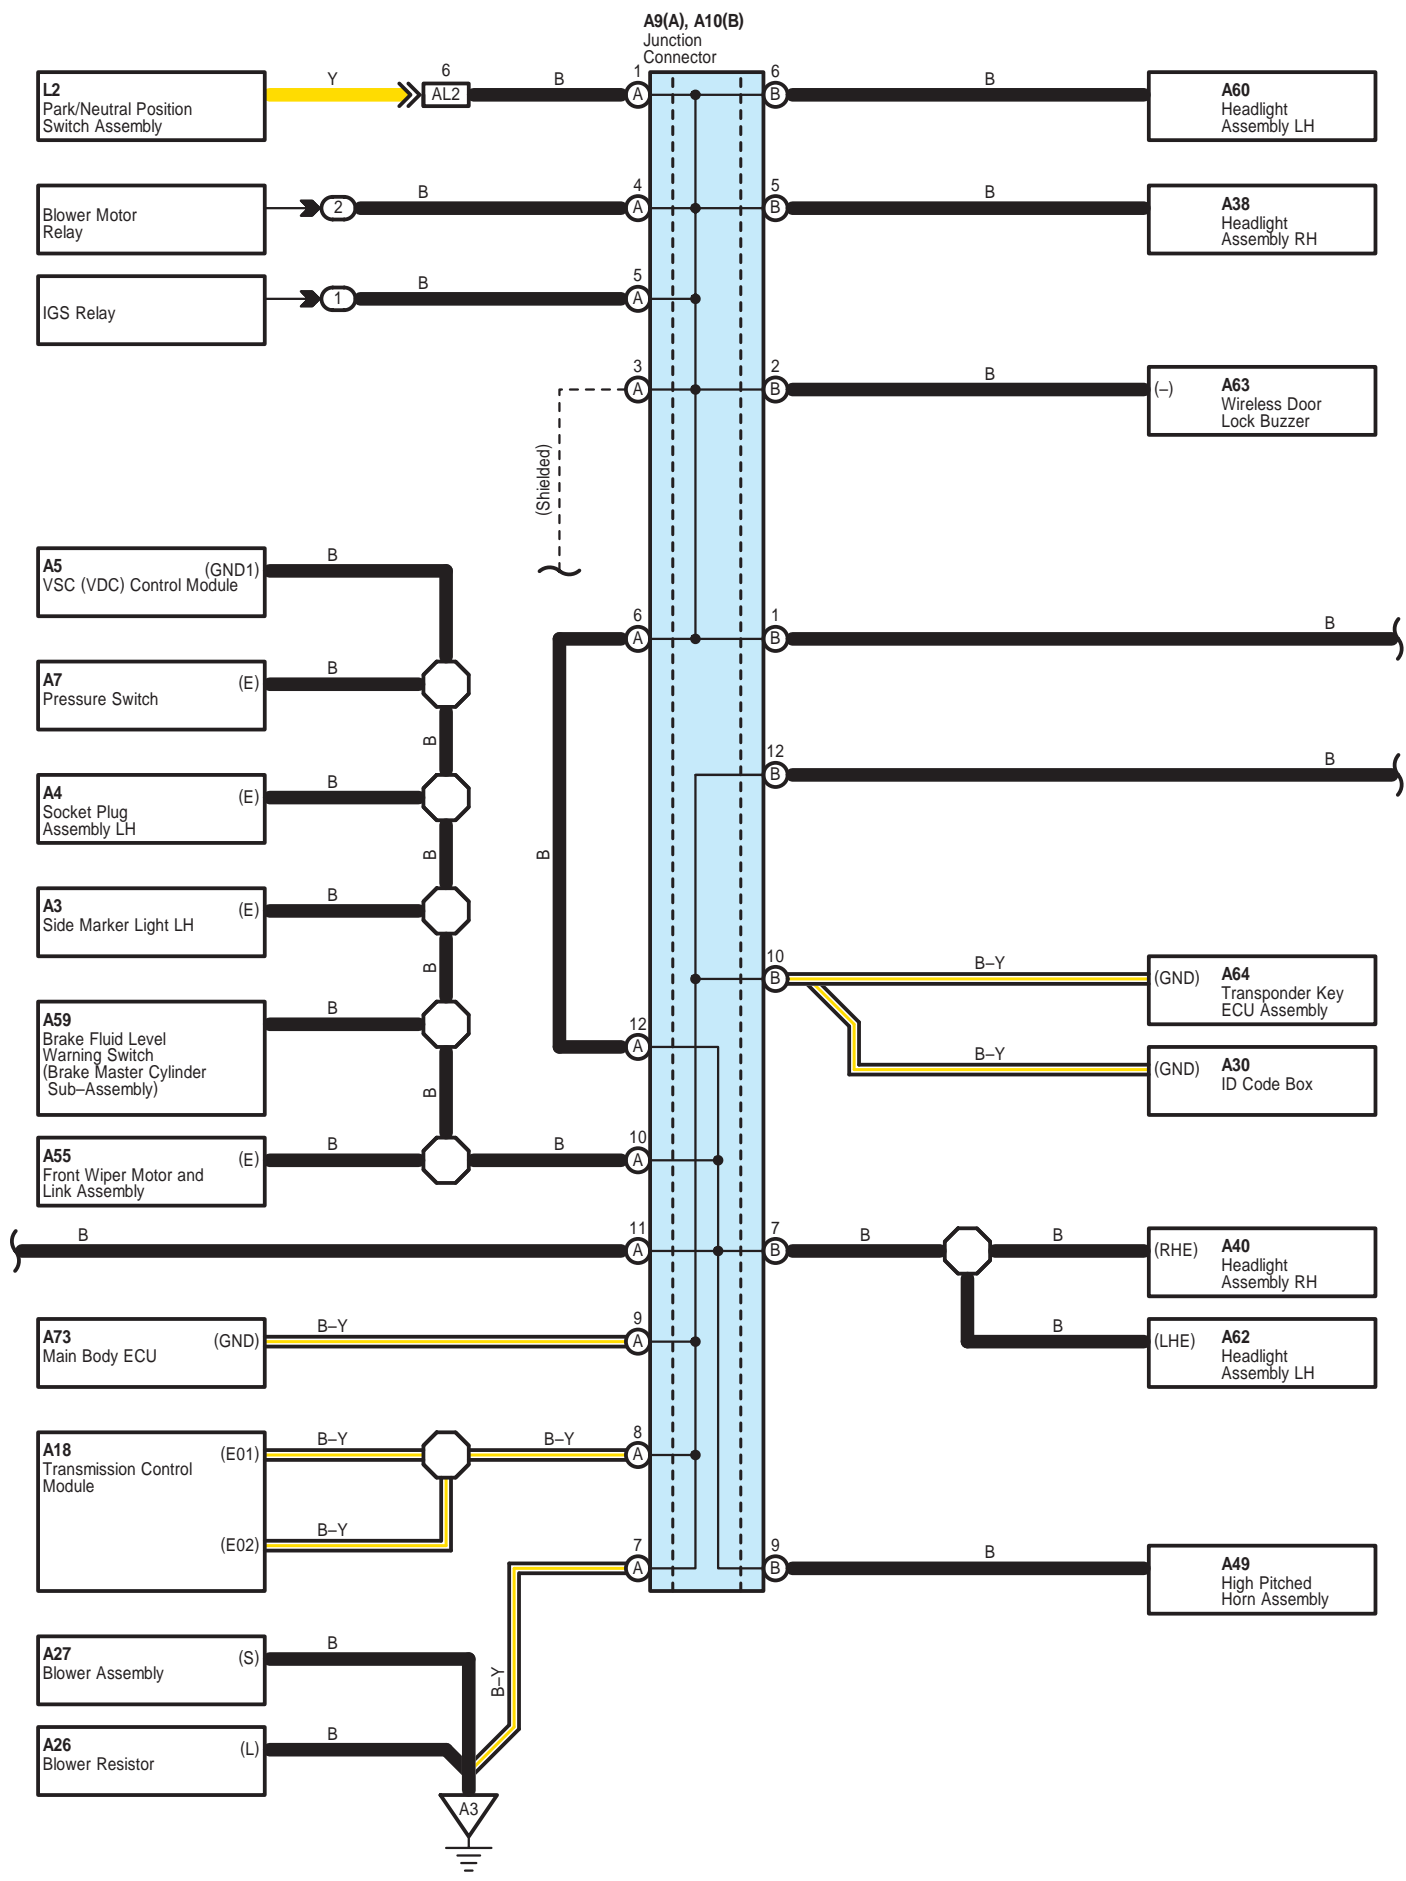 A9(A), A10(B)
Junction
Connector
L2
Park/Neutral Position
Switch Assembly
Y
6
AL2
B
1
A
6
B
B
A60
Headlight
Assembly LH
Blower Motor
Relay
2
B
4
A
5
B
B
A38
Headlight
Assembly RH
IGS Relay
1
B
5
A
3
A
(Shielded)
2
B
B
(–)
A63
Wireless Door
Lock Buzzer
A5
(GND1)
VSC (VDC) Control Module
B
6
A
1
B
B
A7
(E)
Pressure Switch
B
B
12
B
B
A4
(E)
Socket Plug
Assembly LH
B
B
B
A3
(E)
Side Marker Light LH
B
B
10
B
B–Y
(GND)
A64
Transponder Key
ECU Assembly
A59
Brake Fluid Level
Warning Switch
(Brake Master Cylinder
Sub–Assembly)
B
B
12
A
B–Y
(GND)
A30
ID Code Box
A55
(E)
Front Wiper Motor and
Link Assembly
B
B
10
A
B
11
A
7
B
B
B
(RHE)
A40
Headlight
Assembly RH
A73
(GND)
Main Body ECU
B–Y
9
A
B
(LHE)
A62
Headlight
Assembly LH
A18
(E01)
Transmission Control
Module
B–Y
B–Y
8
A
(E02)
B–Y
7
A
9
B
B
A49
High Pitched
Horn Assembly
A27
(S)
Blower Assembly
B
B–Y
A26
(L)
Blower Resistor
B
A3